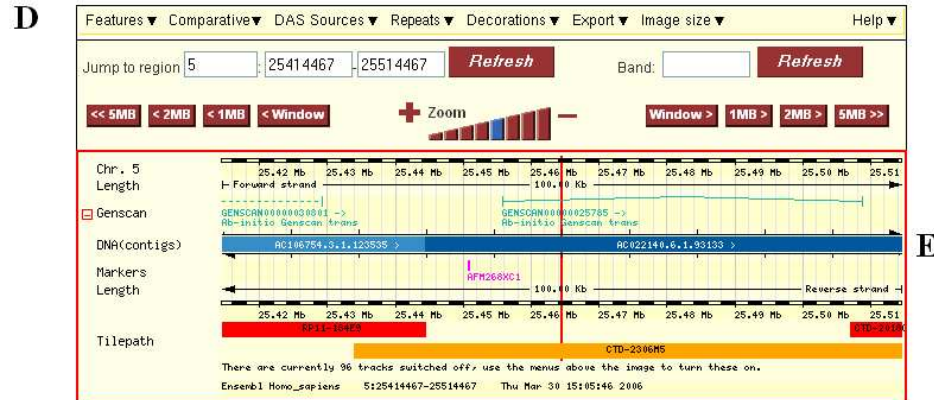 D
Features ▼ Comparative▼ DAS Sources ▼ Repeats ▼ Decorations ▼ Export ▼ Image size ▼ Help ▼
Jump to region 5 : 25414467 - 25514467 Refresh Band: Refresh
<< 5MB < 2MB < 1MB < Window + Zoom − Window > 1MB > 2MB > 5MB >>
Chr. 5 25.42 Mb 25.43 Mb 25.44 Mb 25.45 Mb 25.46 Mb 25.47 Mb 25.48 Mb 25.49 Mb 25.50 Mb 25.51
Length Forward strand 100.00 Kb
Genscan GENSCAN00000030801 -> GENSCAN00000025785 ->
Ab-initio Genscan trans Ab-initio Genscan trans
DNA(contigs) AC106754.3.1.123535 > AC022140.6.1.93133 > E
Markers AFM268XC1
Length 100.00 Kb Reverse strand
25.42 Mb 25.43 Mb 25.44 Mb 25.45 Mb 25.46 Mb 25.47 Mb 25.48 Mb 25.49 Mb 25.50 Mb 25.51
RP11-184E9
Tilepath CTD-2306M5
There are currently 96 tracks switched off, use the menus above the image to turn these on.
Ensembl Homo_sapiens 5:25414467-25514467 Thu Mar 30 15:05:46 2006